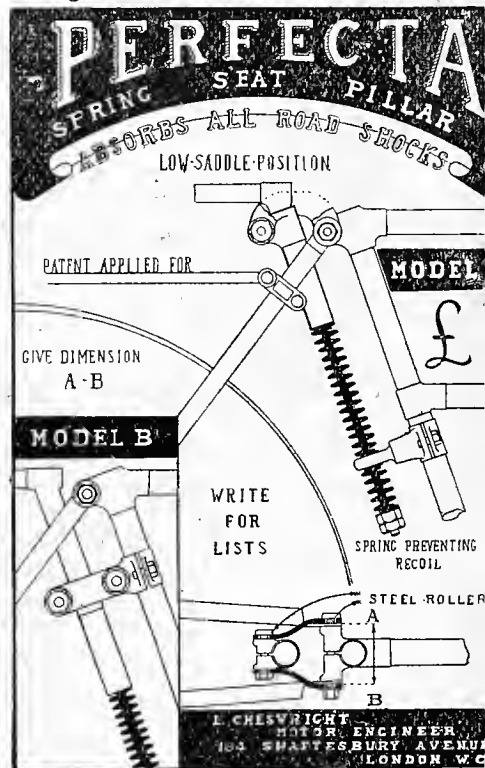 PERFECTA
SPRING SEAT PILLAR
ABSORBS ALL ROAD SHOCKS
LOW-SADDLE-POSITION
PATENT APPLIED FOR
MODEL
£
GIVE DIMENSION
A-B
MODEL B
WRITE
FOR
LISTS
SPRING PREVENTING
RECOIL
STEEL-ROLLER
A
B
L. CHESWRIGHT
MOTOR ENGINEER
184 SHAFTESBURY AVENUE
LONDON W.C